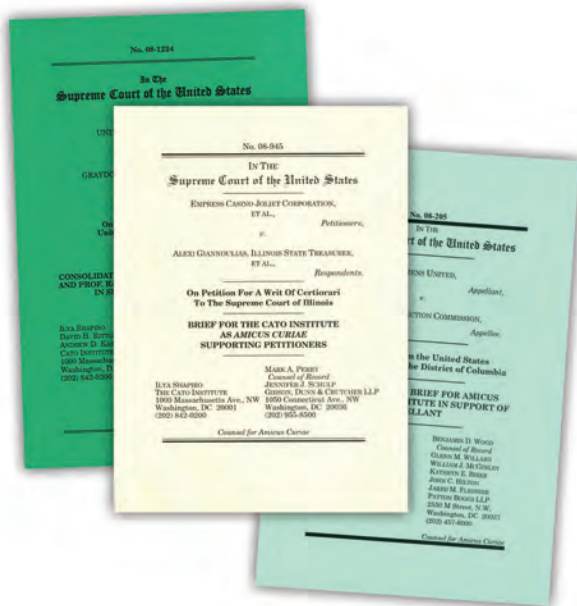 No. 08-1224
In The
Supreme Court of the United States
UNI
GRAYDO
On
Unit
CONSOLIDAT
AND PROF. R
IN S
ILYA SHAPIRO
DAVID H. RITTG
ANDREW D. KA
CATO INSTITUTE
1000 Massachus
Washington, D
(202) 842-0200
No. 08-945
IN THE
Supreme Court of the United States
EMPRESS CASINO JOLIET CORPORATION,
ET AL.,
Petitioners,
v.
ALEXI GIANNOULIAS, ILLINOIS STATE TREASURER,
ET AL.,
Respondents.
On Petition For A Writ Of Certiorari
To The Supreme Court of Illinois
BRIEF FOR THE CATO INSTITUTE
AS AMICUS CURIAE
SUPPORTING PETITIONERS
ILYA SHAPIRO
THE CATO INSTITUTE
1000 Massachusetts Ave., NW
Washington, DC 20001
(202) 842-0200
MARK A. PERRY
Counsel of Record
JENNIFER J. SCHULP
GIBSON, DUNN & CRUTCHER LLP
1050 Connecticut Ave., NW
Washington, DC 20036
(202) 955-8500
Counsel for Amicus Curiae
No. 08-205
IN THE
rt of the United States
ENS UNITED,
Appellant,
v.
CTION COMMISSION,
Appellee.
m the United States
the District of Columbia
BRIEF FOR AMICUS
TUTE IN SUPPORT OF
ELLANT
BENJAMIN D. WOOD
Counsel of Record
GLENN M. WILLARD
WILLIAM J. MCGINLEY
KATHRYN E. BIBER
JOHN C. HILTON
JARED M. FLEISHER
PATTON BOGGS LLP
2550 M Street, N.W.
Washington, DC 20037
(202) 457-6000
Counsel for Amicus Curiae